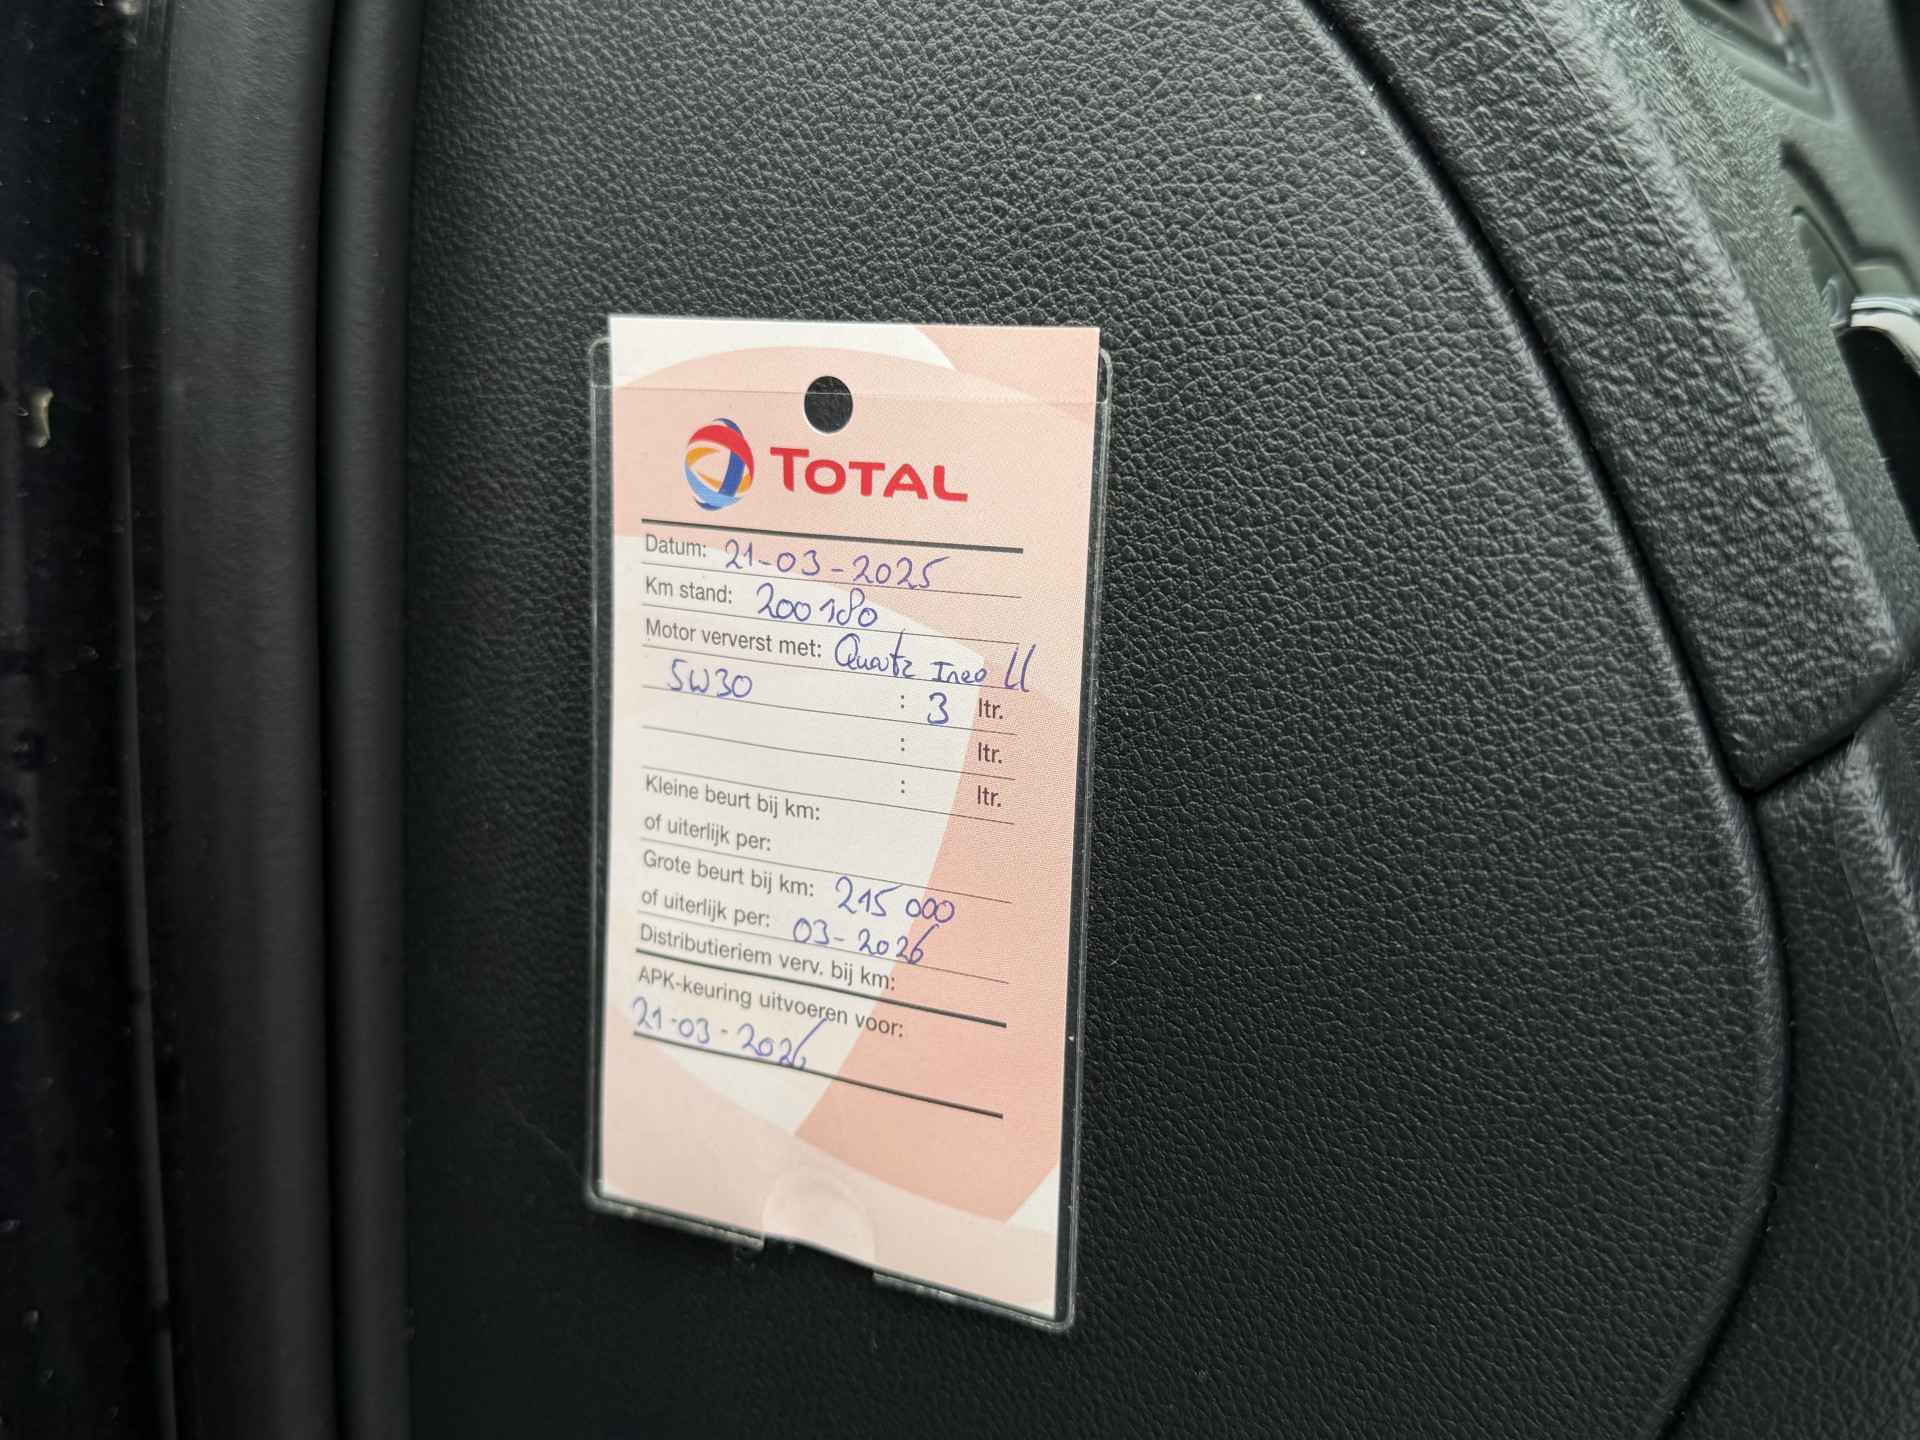 TOTAL
Datum: 21-03-2025
Km stand: 200180
Motor ververst met: Quartz Ineo LL
5W30 : 3 ltr.
: ltr.
: ltr.
Kleine beurt bij km:
of uiterlijk per:
Grote beurt bij km: 215 000
of uiterlijk per: 03-2026
Distributieriem verv. bij km:
APK-keuring uitvoeren voor:
21-03-2026